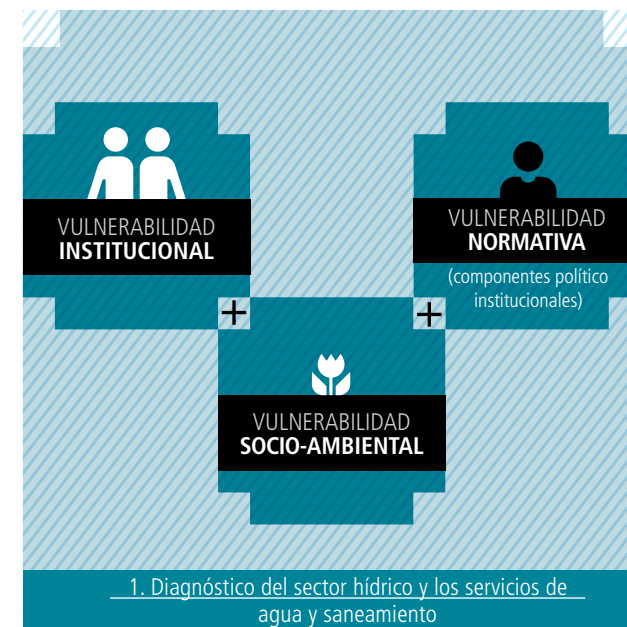 VULNERABILIDAD
INSTITUCIONAL
VULNERABILIDAD
NORMATIVA
(componentes político
institucionales)
+
+
VULNERABILIDAD
SOCIO-AMBIENTAL
1. Diagnóstico del sector hídrico y los servicios de
agua y saneamiento